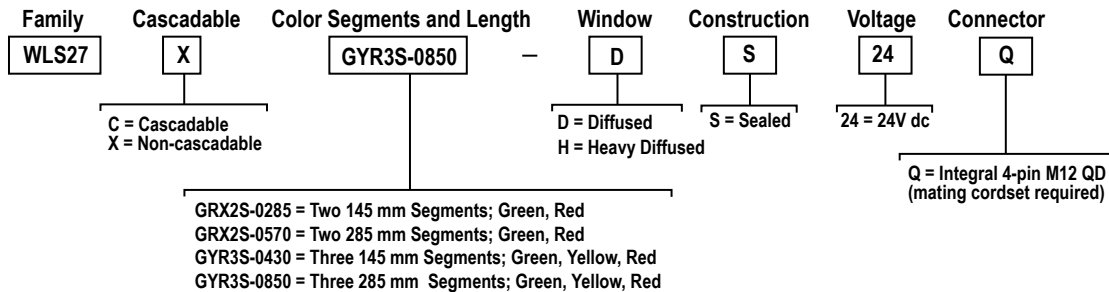 Family Cascadable Color Segments and Length Window Construction Voltage Connector
WLS27 X GYR3S-0850 – D S 24 Q
C = Cascadable
X = Non-cascadable
D = Diffused
H = Heavy Diffused
S = Sealed
24 = 24V dc
Q = Integral 4-pin M12 QD
(mating cordset required)
GRX2S-0285 = Two 145 mm Segments; Green, Red
GRX2S-0570 = Two 285 mm Segments; Green, Red
GYR3S-0430 = Three 145 mm Segments; Green, Yellow, Red
GYR3S-0850 = Three 285 mm  Segments; Green, Yellow, Red